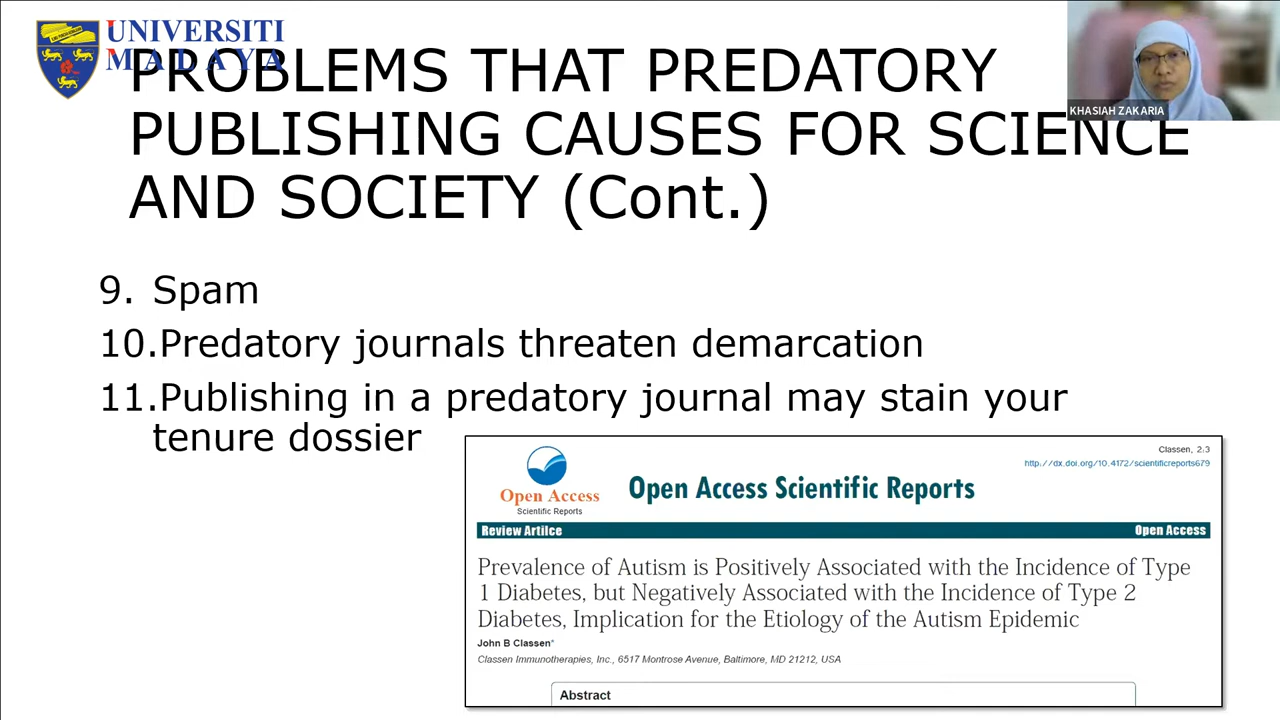 UNIVERSITI
MALAYA
KHASIAH ZAKARIA
PROBLEMS THAT PREDATORY
PUBLISHING CAUSES FOR SCIENCE
AND SOCIETY (Cont.)
9. Spam
10.Predatory journals threaten demarcation
11.Publishing in a predatory journal may stain your
tenure dossier
Classen, 2:3
http://dx.doi.org/10.4172/scientificreports679
Open Access
Scientific Reports
Open Access Scientific Reports
Review Artilce
Open Access
Prevalence of Autism is Positively Associated with the Incidence of Type
1 Diabetes, but Negatively Associated with the Incidence of Type 2
Diabetes, Implication for the Etiology of the Autism Epidemic
John B Classen*
Classen Immunotherapies, Inc., 6517 Montrose Avenue, Baltimore, MD 21212, USA
Abstract